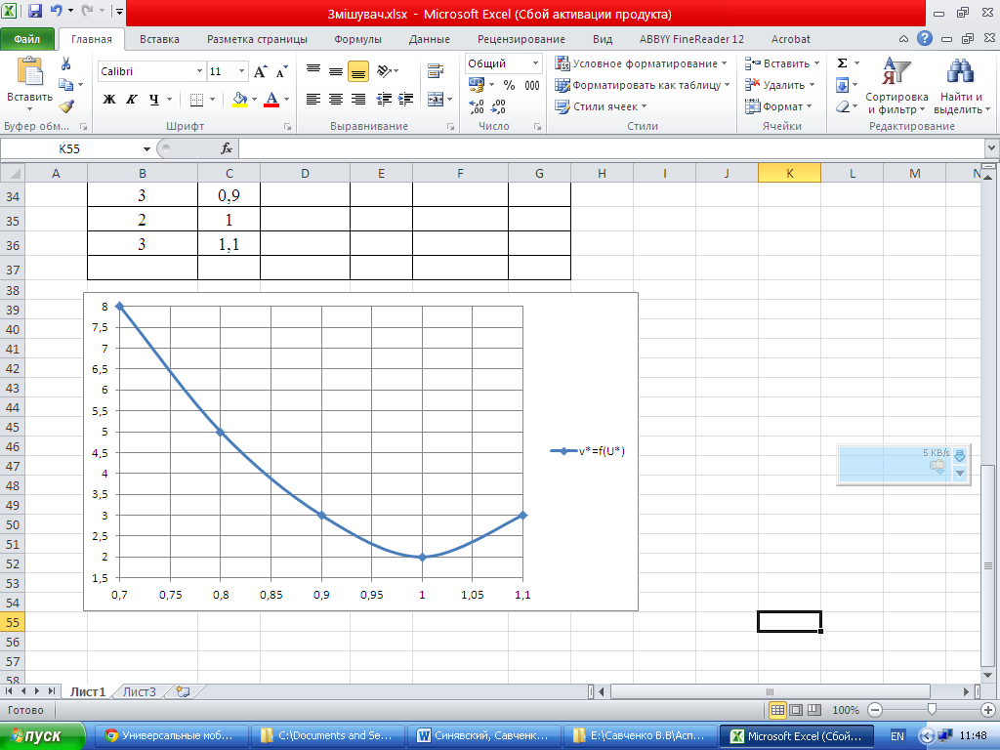 Змішувач.xlsx - Microsoft Excel (Сбой активации продукта)
Файл Главная Вставка Разметка страницы Формулы Данные Рецензирование Вид ABBYY FineReader 12 Acrobat
Вставить
Буфер обм...
Calibri 11
Ж К Ч
Шрифт
Выравнивание
Общий
% 000
Число
Условное форматирование
Форматировать как таблицу
Стили ячеек
Стили
Вставить
Удалить
Формат
Ячейки
Σ
Сортировка и фильтр
Найти и выделить
Редактирование
K55 fx
A B C D E F G H I J K L M N
34 3 0,9
35 2 1
36 3 1,1
37
38
39
40
41
42
43
44
45
46
47
48
49
50
51
52
53
54
55
56
57
58
8
7,5
7
6,5
6
5,5
5
4,5
4
3,5
3
2,5
2
1,5
0,7 0,75 0,8 0,85 0,9 0,95 1 1,05 1,1
v*=f(U*)
5 KB/s
Лист1 Лист3
Готово 100%
пуск Универсальные моб... C:\Documents and Se... Синявский, Савченк... E:\Савченко В.В\Асп... Microsoft Excel (Сбой... EN 11:48